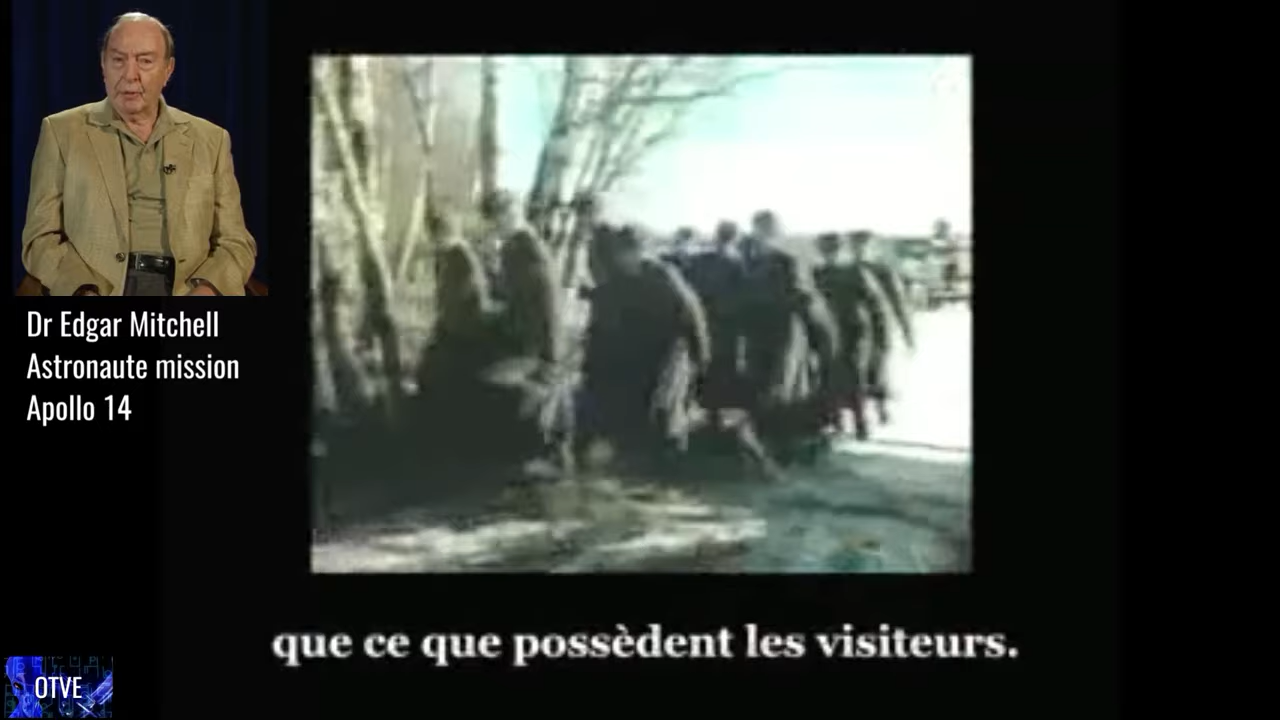 Dr Edgar Mitchell
Astronaute mission
Apollo 14
que ce que possèdent les visiteurs.
OTVE